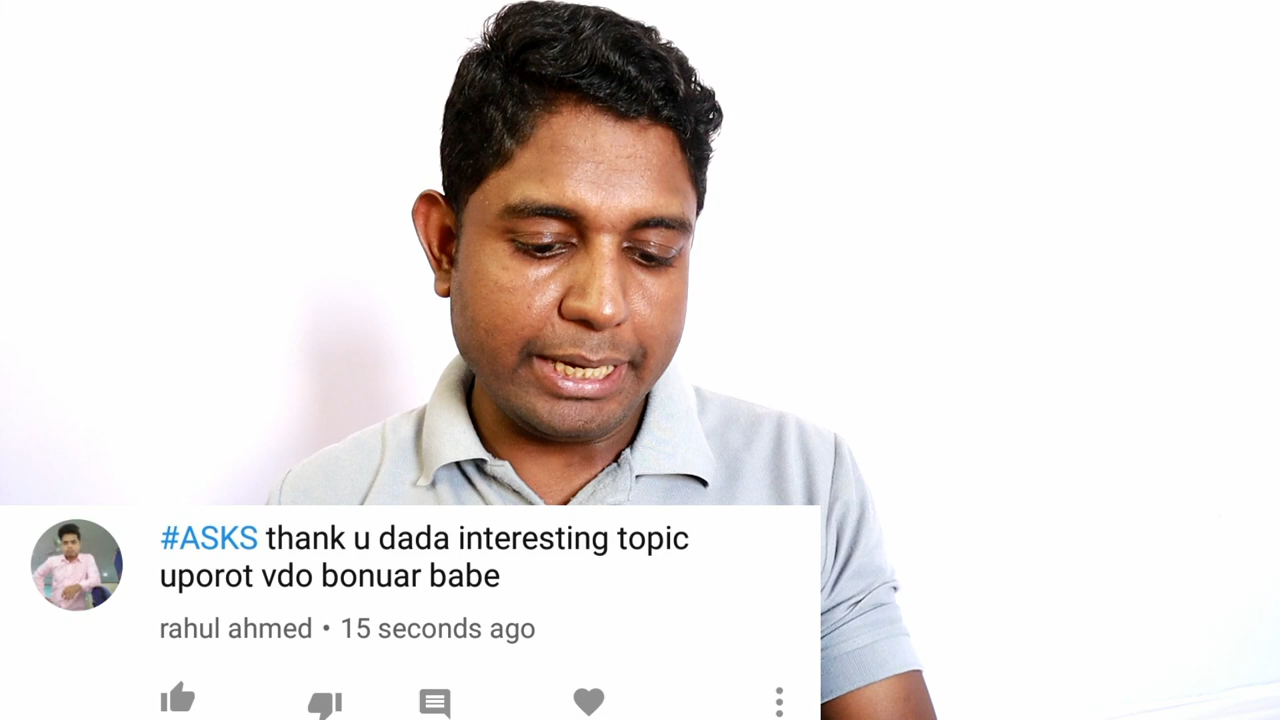 #ASKS thank u dada interesting topic
uporot vdo bonuar babe
rahul ahmed • 15 seconds ago